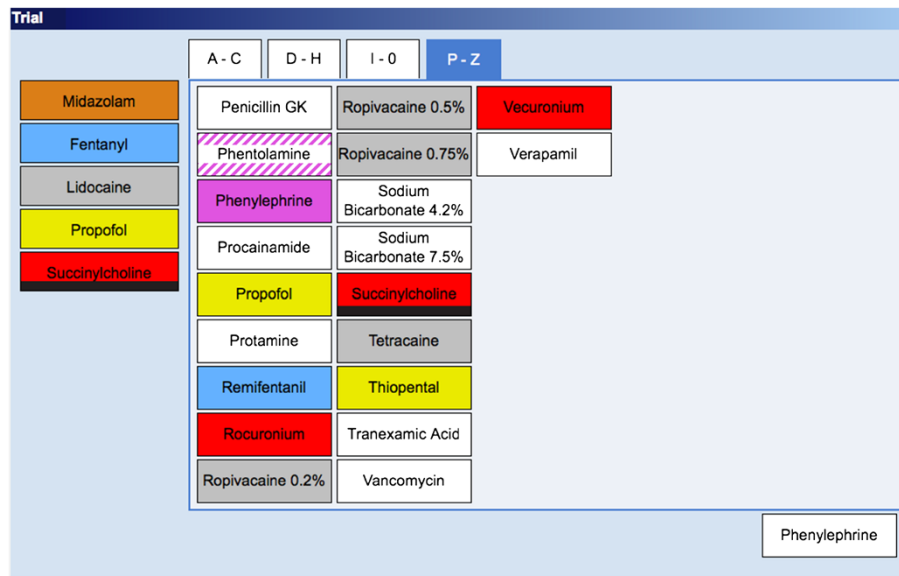 Trial
A - C
D - H
I - 0
P - Z
Midazolam
Fentanyl
Lidocaine
Propofol
Succinylcholine
Penicillin GK
Phentolamine
Phenylephrine
Procainamide
Propofol
Protamine
Remifentanil
Rocuronium
Ropivacaine 0.2%
Ropivacaine 0.5%
Ropivacaine 0.75%
Sodium
Bicarbonate 4.2%
Sodium
Bicarbonate 7.5%
Succinylcholine
Tetracaine
Thiopental
Tranexamic Acid
Vancomycin
Vecuronium
Verapamil
Phenylephrine